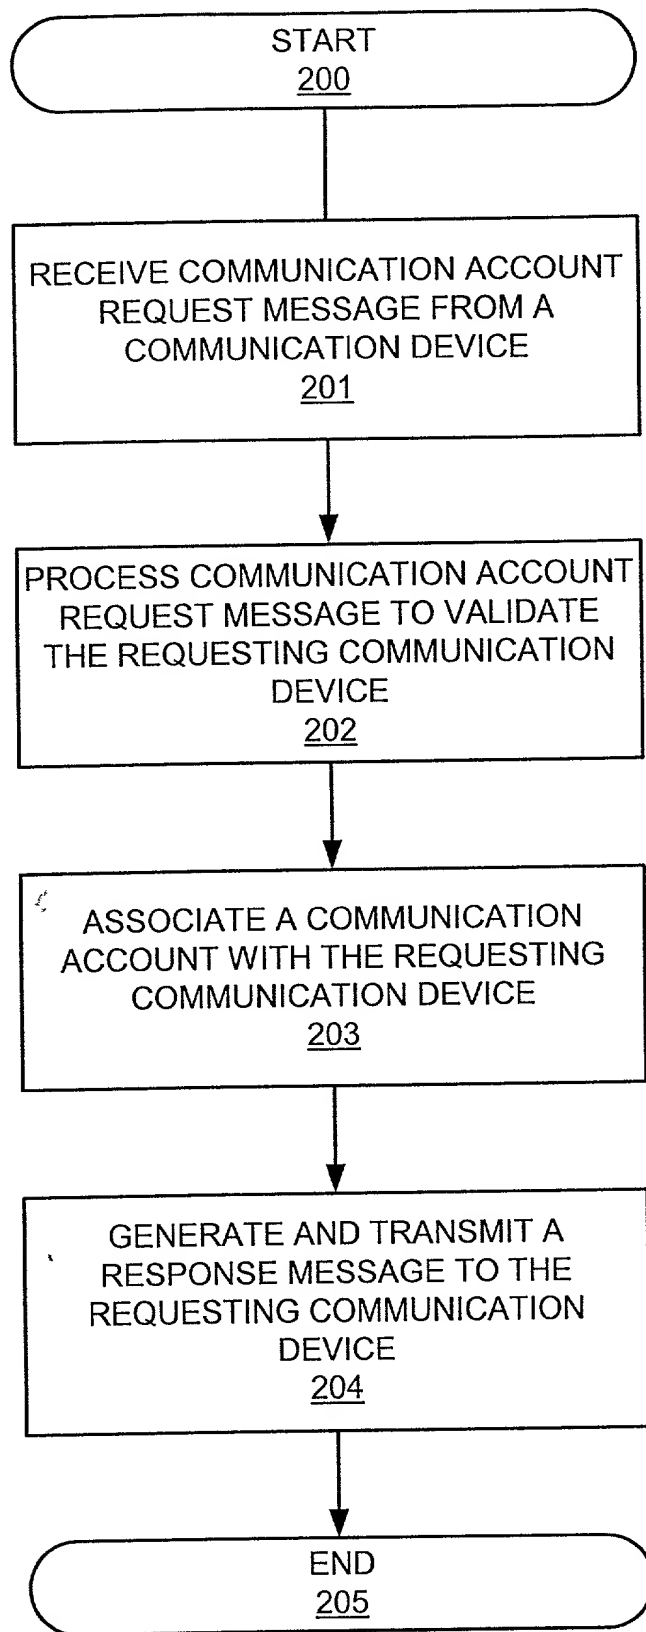 START
200
RECEIVE COMMUNICATION ACCOUNT
REQUEST MESSAGE FROM A
COMMUNICATION DEVICE
201
PROCESS COMMUNICATION ACCOUNT
REQUEST MESSAGE TO VALIDATE
THE REQUESTING COMMUNICATION
DEVICE
202
ASSOCIATE A COMMUNICATION
ACCOUNT WITH THE REQUESTING
COMMUNICATION DEVICE
203
GENERATE AND TRANSMIT A
RESPONSE MESSAGE TO THE
REQUESTING COMMUNICATION
DEVICE
204
END
205